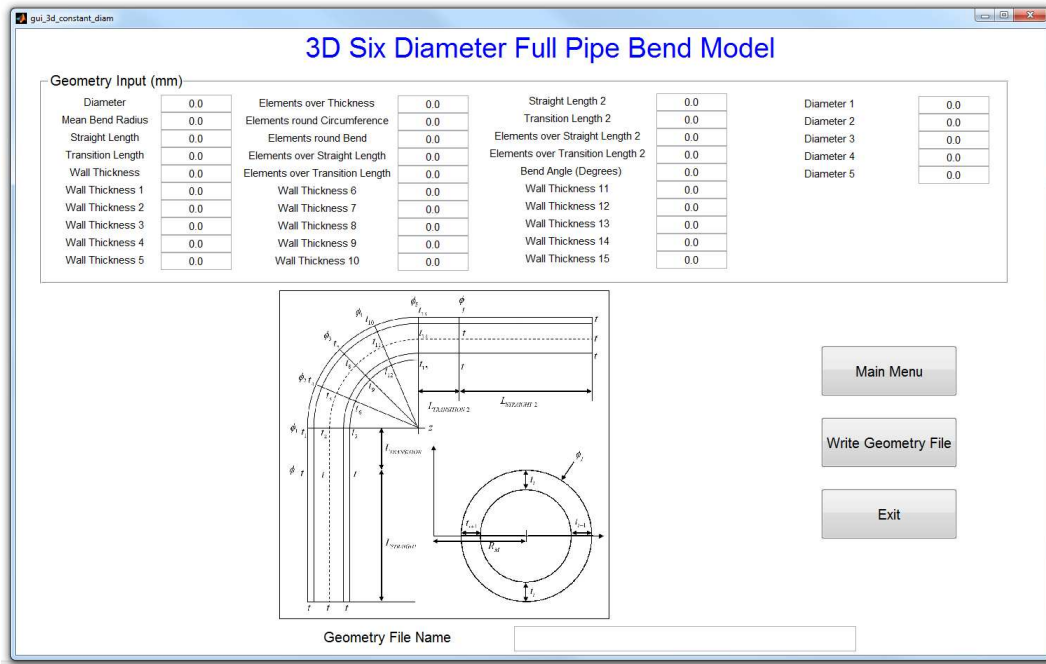 gui_3d_constant_diam
3D Six Diameter Full Pipe Bend Model
Geometry Input (mm)
Diameter 0.0 Elements over Thickness 0.0 Straight Length 2 0.0 Diameter 1 0.0
Mean Bend Radius 0.0 Elements round Circumference 0.0 Transition Length 2 0.0 Diameter 2 0.0
Straight Length 0.0 Elements round Bend 0.0 Elements over Straight Length 2 0.0 Diameter 3 0.0
Transition Length 0.0 Elements over Straight Length 0.0 Elements over Transition Length 2 0.0 Diameter 4 0.0
Wall Thickness 0.0 Elements over Transition Length 0.0 Bend Angle (Degrees) 0.0 Diameter 5 0.0
Wall Thickness 1 0.0 Wall Thickness 6 0.0 Wall Thickness 11 0.0
Wall Thickness 2 0.0 Wall Thickness 7 0.0 Wall Thickness 12 0.0
Wall Thickness 3 0.0 Wall Thickness 8 0.0 Wall Thickness 13 0.0
Wall Thickness 4 0.0 Wall Thickness 9 0.0 Wall Thickness 14 0.0
Wall Thickness 5 0.0 Wall Thickness 10 0.0 Wall Thickness 15 0.0
L TRANSITION 2 L STRAIGHT 2
z
L TRANSITION
L STRAIGHT
R M
t t t
Main Menu
Write Geometry File
Exit
Geometry File Name